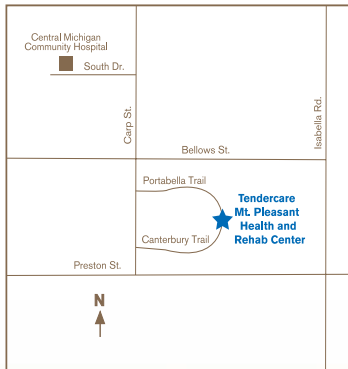 Central Michigan
Community Hospital
South Dr.
Carp St.
Isabella Rd.
Bellows St.
Portabella Trail
Tendercare
Mt. Pleasant
Health and
Rehab Center
Canterbury Trail
Preston St.
N